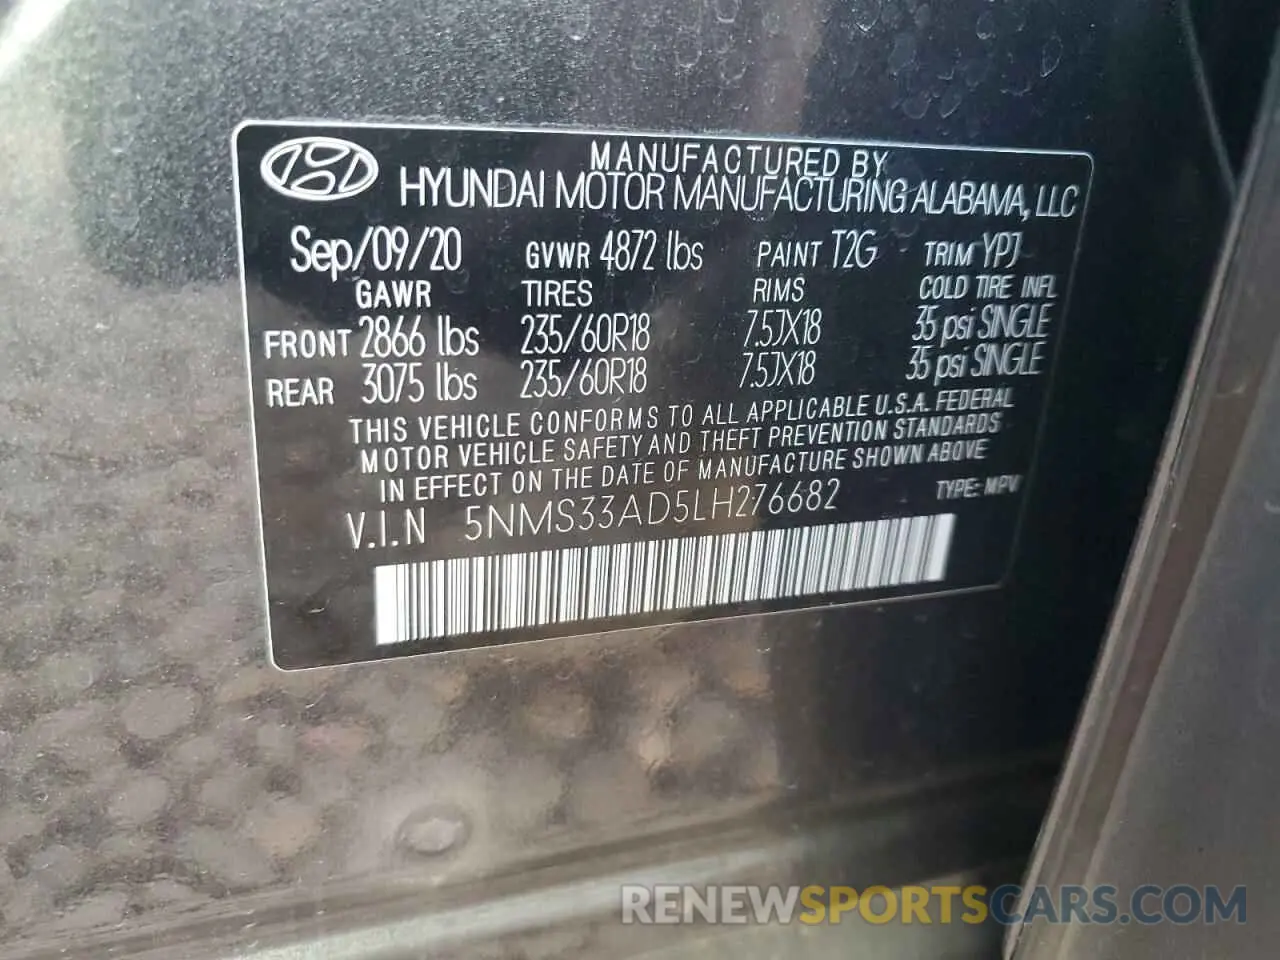 MANUFACTURED BY
HYUNDAI MOTOR MANUFACTURING ALABAMA, LLC
Sep/09/20 GVWR 4872 lbs PAINT T2G TRIM YPJ
GAWR TIRES RIMS COLD TIRE INFL
FRONT 2866 lbs 235/60R18 7.5JX18 35 psi SINGLE
REAR 3075 lbs 235/60R18 7.5JX18 35 psi SINGLE
THIS VEHICLE CONFORMS TO ALL APPLICABLE U.S.A. FEDERAL
MOTOR VEHICLE SAFETY AND THEFT PREVENTION STANDARDS
IN EFFECT ON THE DATE OF MANUFACTURE SHOWN ABOVE
V.I.N 5NMS33AD5LH276682 TYPE: MPV
RENEWSPORTSCARS.COM